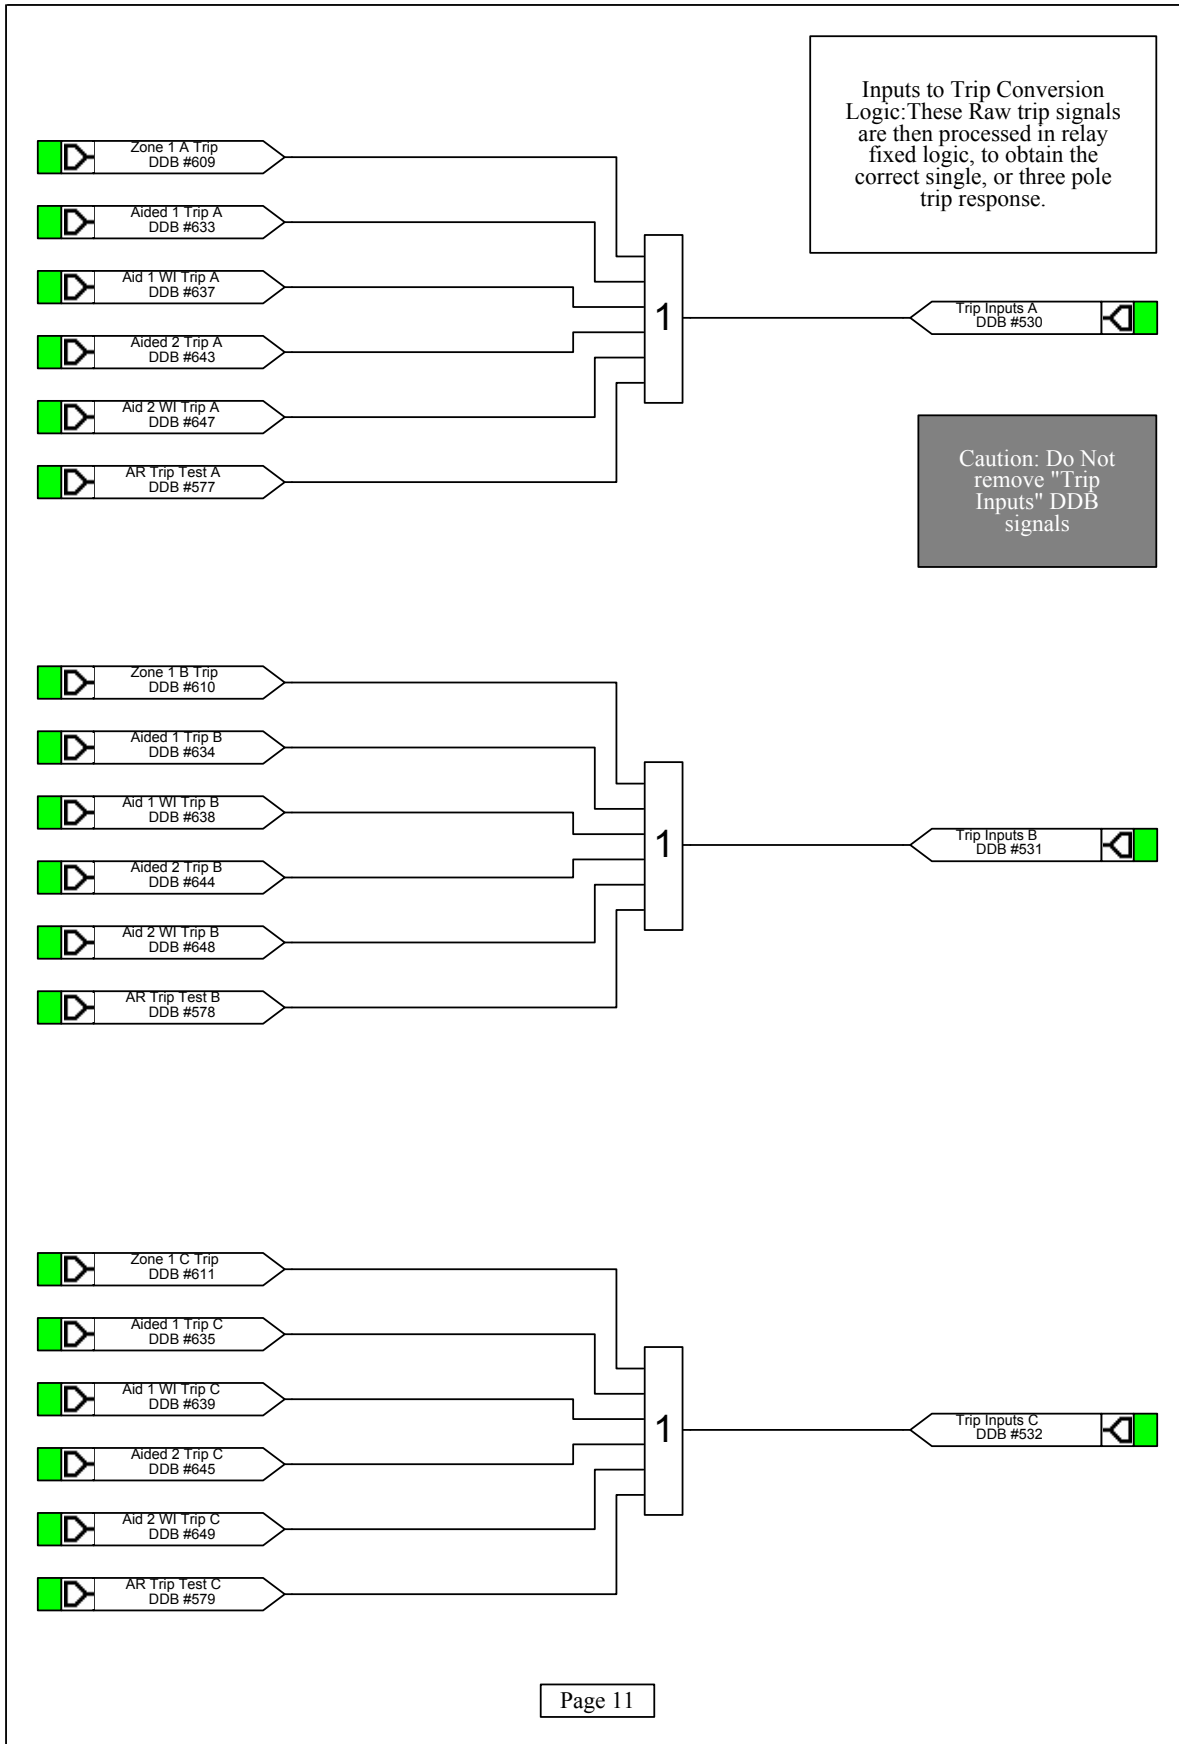 Inputs to Trip Conversion
Logic:These Raw trip signals
are then processed in relay
fixed logic, to obtain the
correct single, or three pole
trip response.
Zone 1 A Trip
DDB #609
Aided 1 Trip A
DDB #633
Aid 1 WI Trip A
DDB #637
Aided 2 Trip A
DDB #643
Aid 2 WI Trip A
DDB #647
AR Trip Test A
DDB #577
1
Trip Inputs A
DDB #530
Caution: Do Not
remove "Trip
Inputs" DDB
signals
Zone 1 B Trip
DDB #610
Aided 1 Trip B
DDB #634
Aid 1 WI Trip B
DDB #638
Aided 2 Trip B
DDB #644
Aid 2 WI Trip B
DDB #648
AR Trip Test B
DDB #578
1
Trip Inputs B
DDB #531
Zone 1 C Trip
DDB #611
Aided 1 Trip C
DDB #635
Aid 1 WI Trip C
DDB #639
Aided 2 Trip C
DDB #645
Aid 2 WI Trip C
DDB #649
AR Trip Test C
DDB #579
1
Trip Inputs C
DDB #532
Page 11